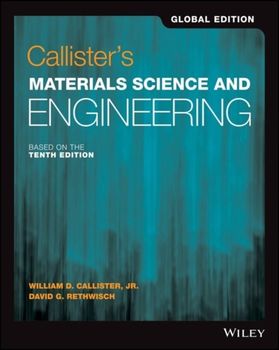 GLOBAL EDITION
Callister's
MATERIALS SCIENCE AND
ENGINEERING
BASED ON THE
TENTH EDITION
WILLIAM D. CALLISTER, JR.
DAVID G. RETHWISCH
WILEY